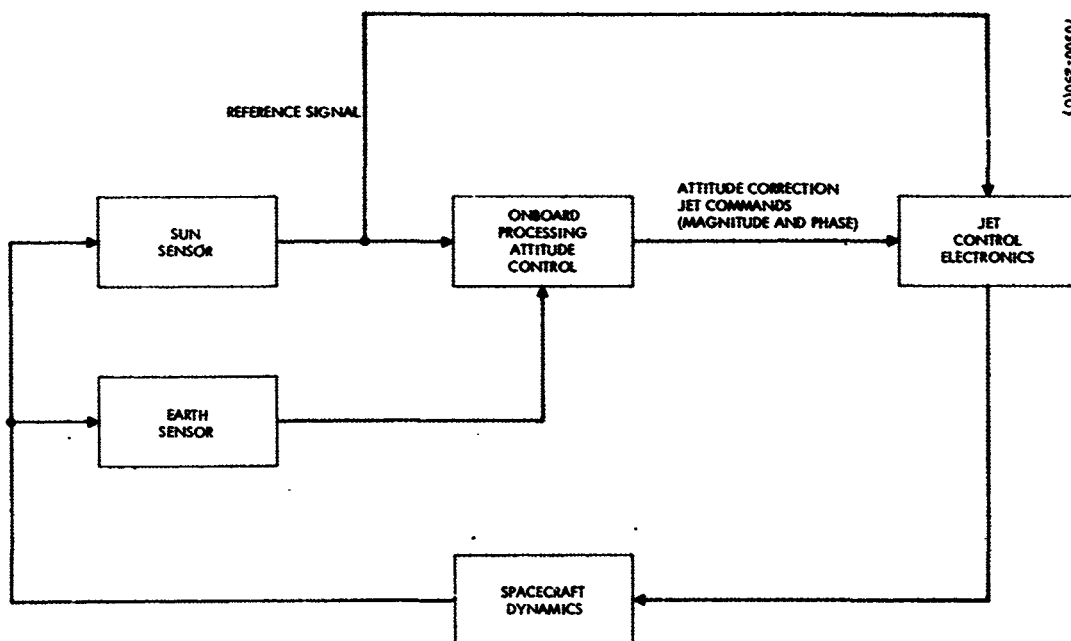 REFERENCE SIGNAL
SUN
SENSOR
ONBOARD
PROCESSING
ATTITUDE
CONTROL
ATTITUDE CORRECTION
JET COMMANDS
(MAGNITUDE AND PHASE)
JET
CONTROL
ELECTRONICS
EARTH
SENSOR
SPACECRAFT
DYNAMICS